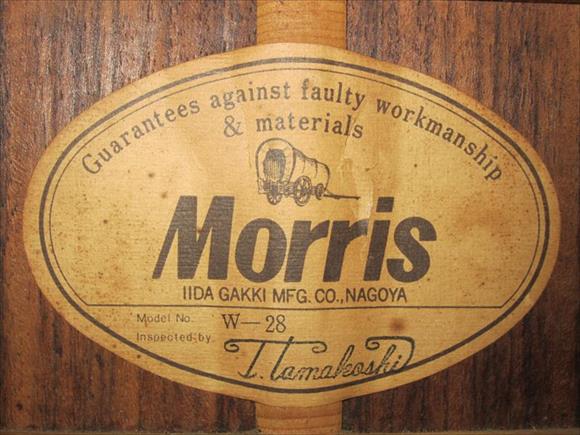 Guarantees against faulty workmanship
& materials
Morris
IIDA GAKKI MFG. CO., NAGOYA
Model No. W-28
Inspected by T. Tamakoshi